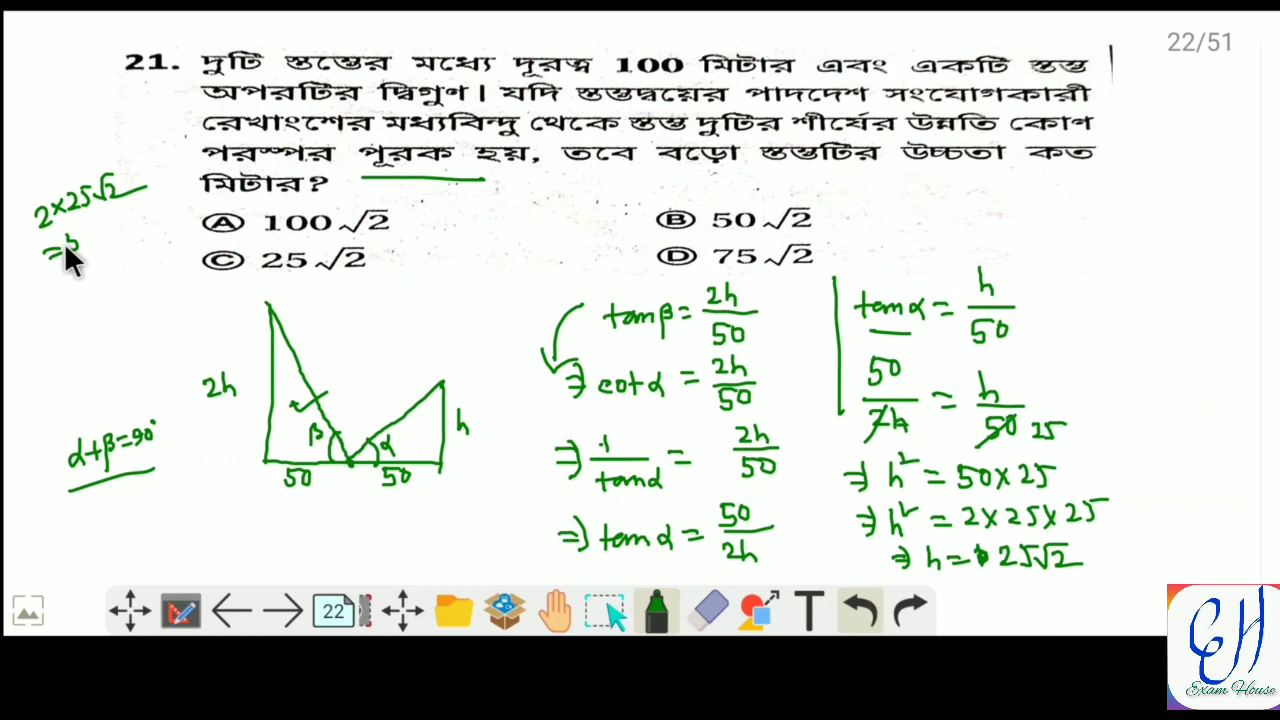 22/51
21. দুটি স্তম্ভের মধ্যে দূরত্ব 100 মিটার এবং একটি স্তম্ভ
অপরটির দ্বিগুণ। যদি স্তম্ভদ্বয়ের পাদদেশ সংযোগকারী
রেখাংশের মধ্যবিন্দু থেকে স্তম্ভ দুটির শীর্ষের উন্নতি কোণ
পরস্পর পূরক হয়, তবে বড়ো স্তম্ভটির উচ্চতা কত
মিটার?
Ⓐ 100√2 Ⓑ 50√2
Ⓒ 25√2 Ⓓ 75√2
2×25√2
=
2h
β α
h
50 50
α+β=90°
tanβ = 2h/50
⇒ cotα = 2h/50
⇒ 1/tanα = 2h/50
⇒ tanα = 50/2h
tanα = h/50
50/2h = h/50 25
⇒ h² = 50×25
⇒ h² = 2×25×25
⇒ h = 25√2
22
T
EH
Exam House